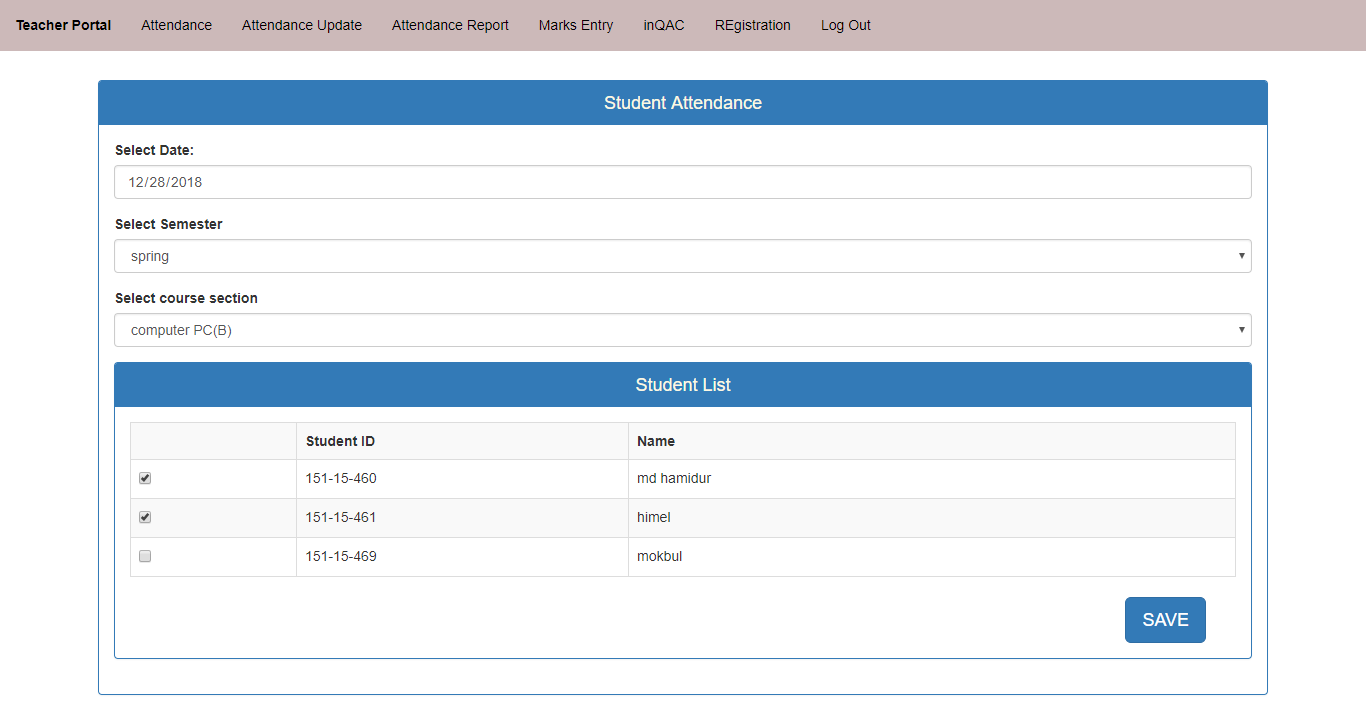 Teacher Portal Attendance Attendance Update Attendance Report Marks Entry inQAC REgistration Log Out
Student Attendance
Select Date:
12/28/2018
Select Semester
spring
Select course section
computer PC(B)
Student List
Student ID Name
151-15-460 md hamidur
151-15-461 himel
151-15-469 mokbul
SAVE